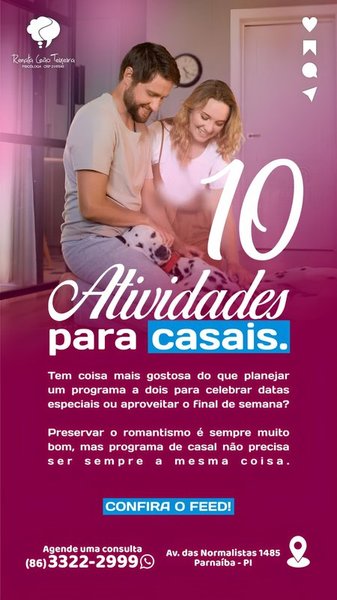 Renata Leão Teixeira
10
Atividades
para casais.
Tem coisa mais gostosa do que planejar
um programa a dois para celebrar datas
especiais ou aproveitar o final de semana?
Preservar o romantismo é sempre muito
bom, mas programa de casal não precisa
ser sempre a mesma coisa.
CONFIRA O FEED!
Agende uma consulta
(86) 3322-2999
Av. das Normalistas 1485
Parnaíba - PI